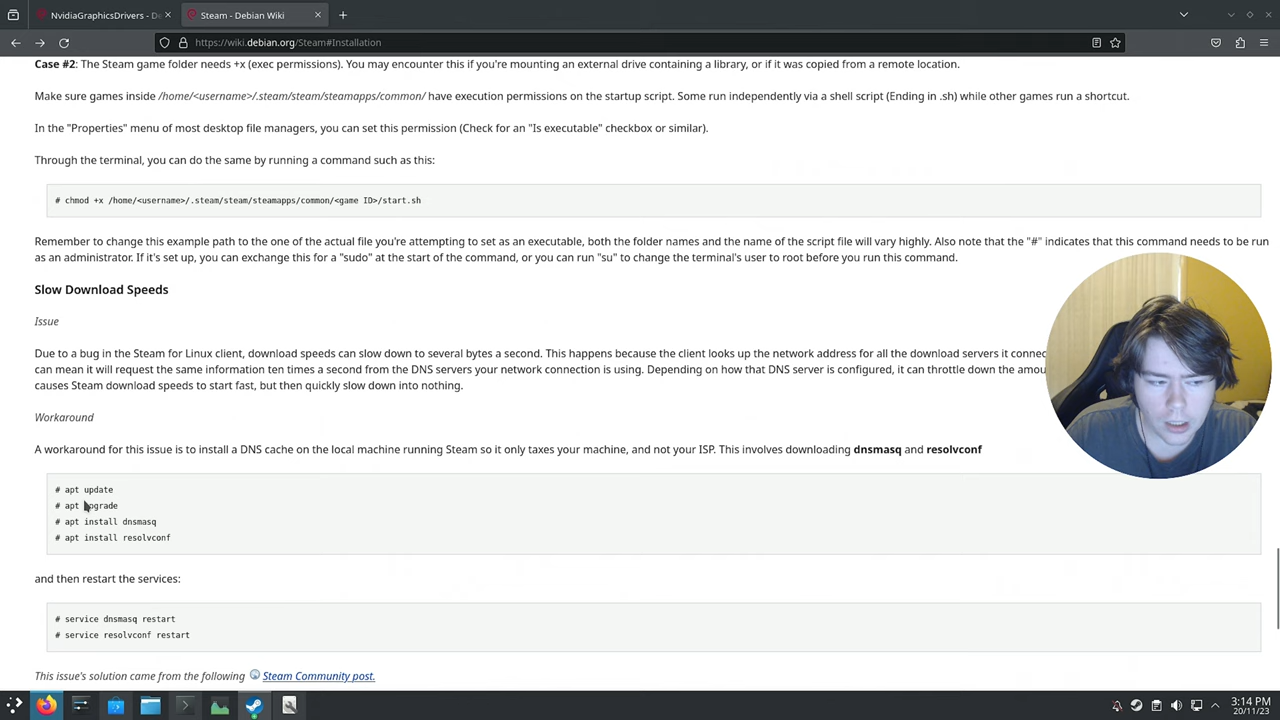 NvidiaGraphicsDrivers - De
Steam - Debian Wiki
https://wiki.debian.org/Steam#Installation
Case #2: The Steam game folder needs +x (exec permissions). You may encounter this if you're mounting an external drive containing a library, or if it was copied from a remote location.
Make sure games inside /home/<username>/.steam/steam/steamapps/common/ have execution permissions on the startup script. Some run independently via a shell script (Ending in .sh) while other games run a shortcut.
In the "Properties" menu of most desktop file managers, you can set this permission (Check for an "Is executable" checkbox or similar).
Through the terminal, you can do the same by running a command such as this:
# chmod +x /home/<username>/.steam/steam/steamapps/common/<game ID>/start.sh
Remember to change this example path to the one of the actual file you're attempting to set as an executable, both the folder names and the name of the script file will vary highly. Also note that the "#" indicates that this command needs to be run
as an administrator. If it's set up, you can exchange this for a "sudo" at the start of the command, or you can run "su" to change the terminal's user to root before you run this command.
Slow Download Speeds
Issue
Due to a bug in the Steam for Linux client, download speeds can slow down to several bytes a second. This happens because the client looks up the network address for all the download servers it connec
can mean it will request the same information ten times a second from the DNS servers your network connection is using. Depending on how that DNS server is configured, it can throttle down the amou
causes Steam download speeds to start fast, but then quickly slow down into nothing.
Workaround
A workaround for this issue is to install a DNS cache on the local machine running Steam so it only taxes your machine, and not your ISP. This involves downloading dnsmasq and resolvconf
# apt update
# apt upgrade
# apt install dnsmasq
# apt install resolvconf
and then restart the services:
# service dnsmasq restart
# service resolvconf restart
This issue's solution came from the following Steam Community post.
3:14 PM
20/11/23